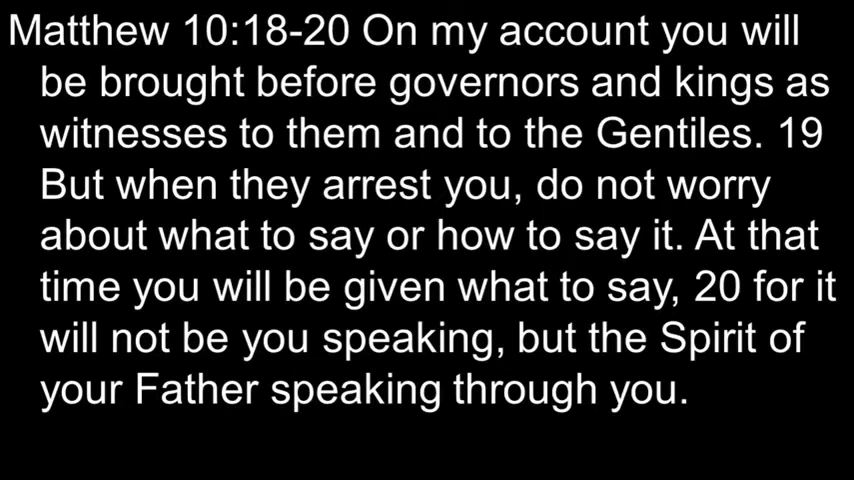 Matthew 10:18-20 On my account you will
be brought before governors and kings as
witnesses to them and to the Gentiles. 19
But when they arrest you, do not worry
about what to say or how to say it. At that
time you will be given what to say, 20 for it
will not be you speaking, but the Spirit of
your Father speaking through you.